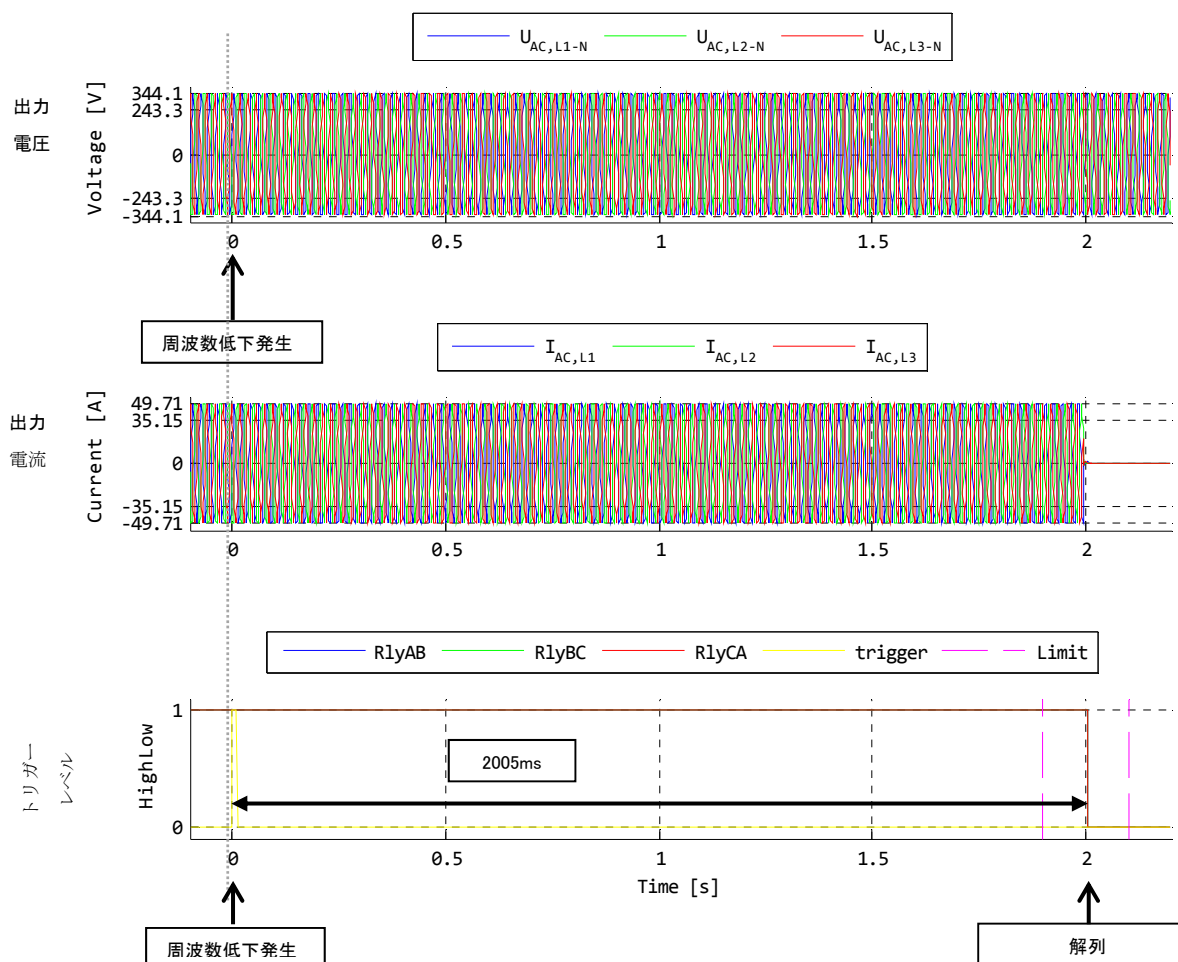 U_AC,L1-N U_AC,L2-N U_AC,L3-N
出力
電圧
Voltage [V]
344.1
243.3
0
-243.3
-344.1
0 0.5 1 1.5 2
周波数低下発生
I_AC,L1 I_AC,L2 I_AC,L3
出力
電流
Current [A]
49.71
35.15
0
-35.15
-49.71
0 0.5 1 1.5 2
RlyAB RlyBC RlyCA trigger Limit
トリガー
レベル
HighLow
1
2005ms
0
0 0.5 1 1.5 2
Time [s]
周波数低下発生
解列